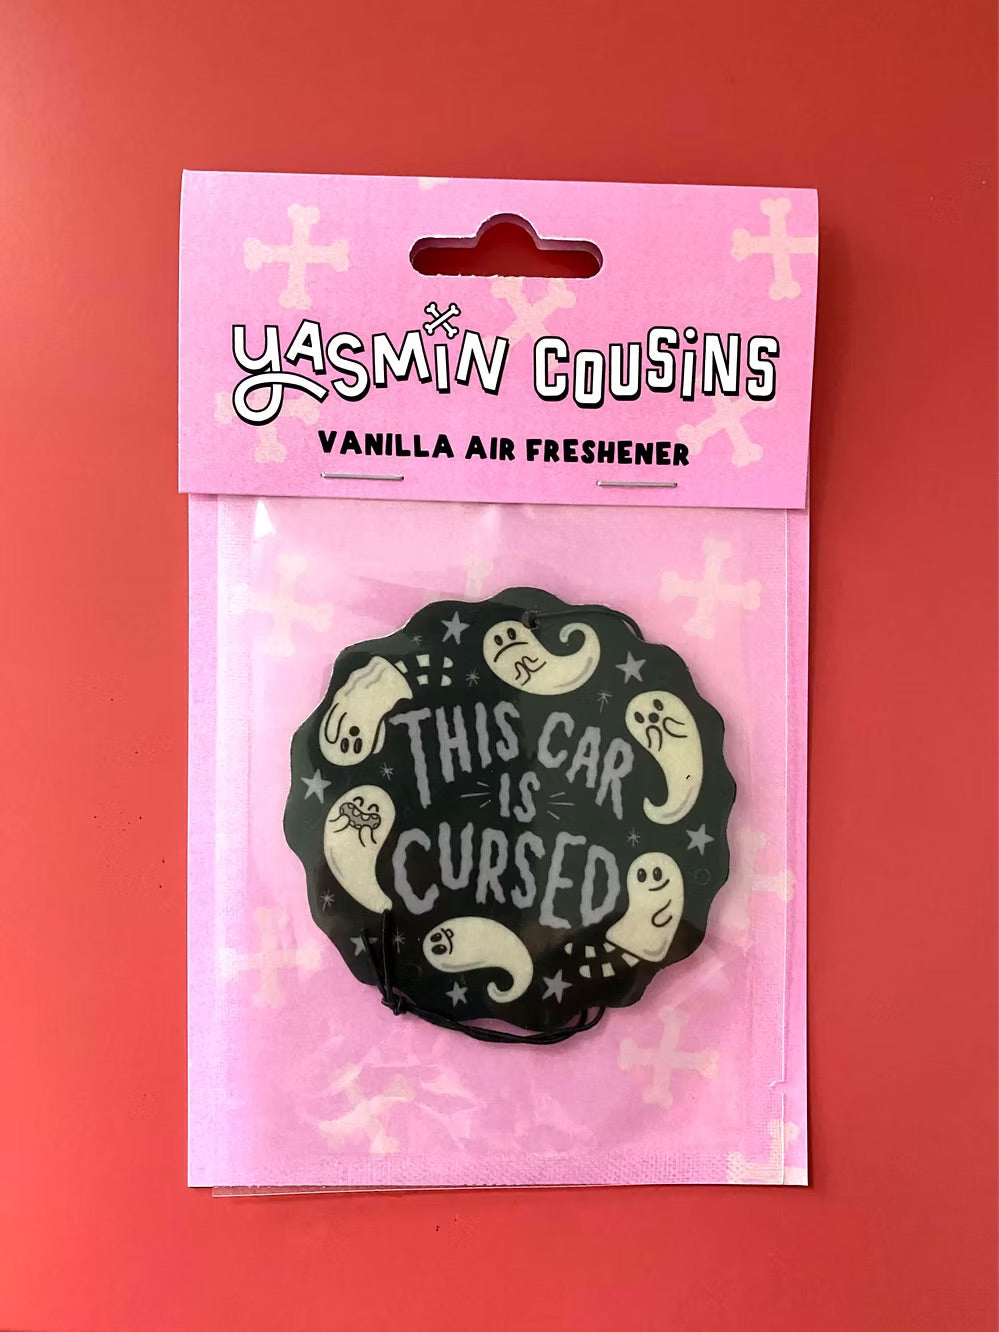 YASMIN COUSINS
VANILLA AIR FRESHENER
THIS CAR
IS
CURSED